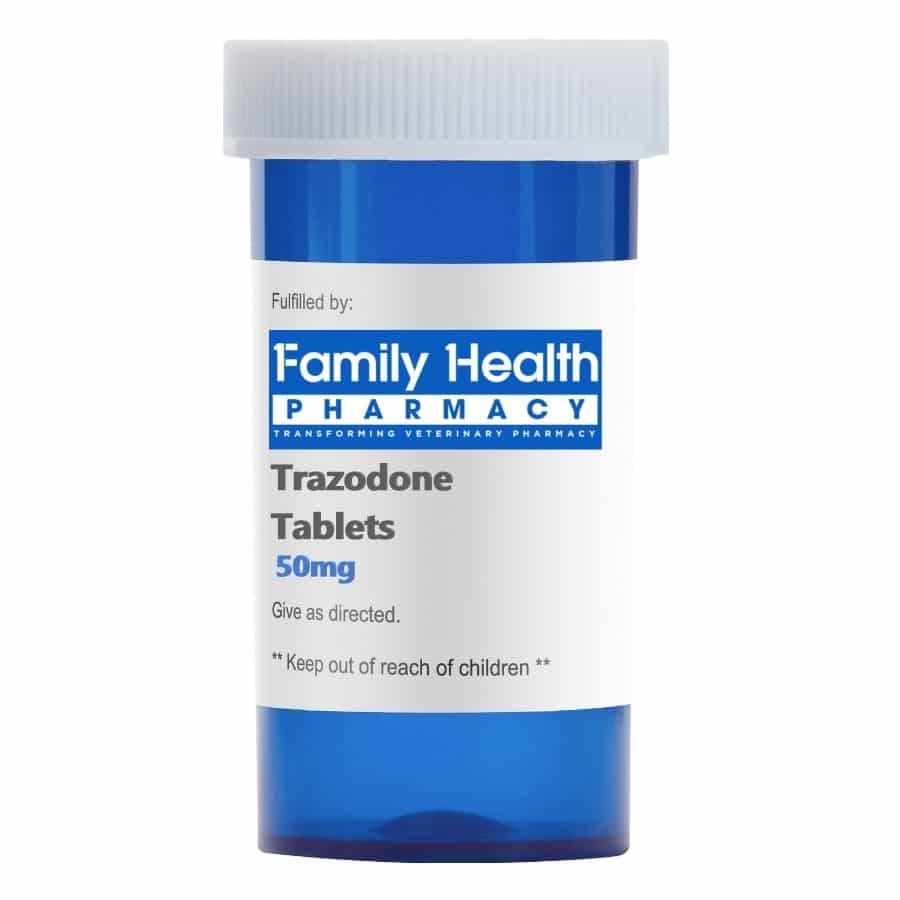 Fulfilled by:
Family Health
PHARMACY
TRANSFORMING VETERINARY PHARMACY
Trazodone
Tablets
50mg
Give as directed.
** Keep out of reach of children **